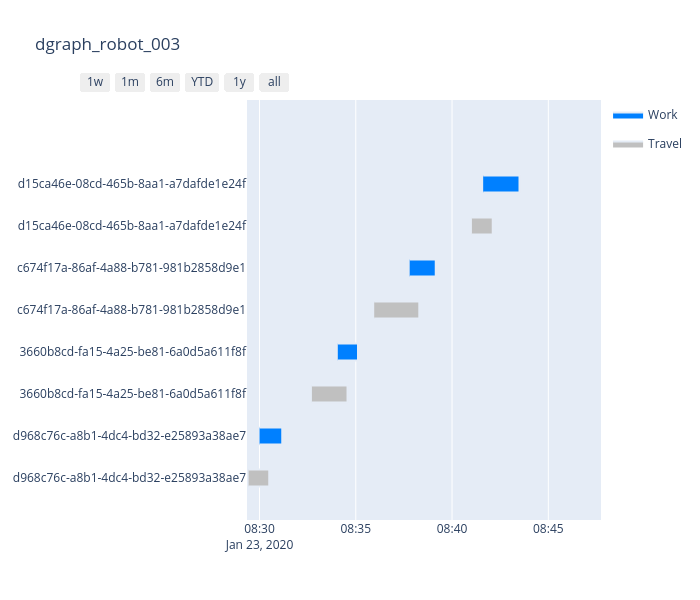 dgraph_robot_003
1w 1m 6m YTD 1y all
Work
Travel
d15ca46e-08cd-465b-8aa1-a7dafde1e24f
d15ca46e-08cd-465b-8aa1-a7dafde1e24f
c674f17a-86af-4a88-b781-981b2858d9e1
c674f17a-86af-4a88-b781-981b2858d9e1
3660b8cd-fa15-4a25-be81-6a0d5a611f8f
3660b8cd-fa15-4a25-be81-6a0d5a611f8f
d968c76c-a8b1-4dc4-bd32-e25893a38ae7
d968c76c-a8b1-4dc4-bd32-e25893a38ae7
08:30 08:35 08:40 08:45
Jan 23, 2020